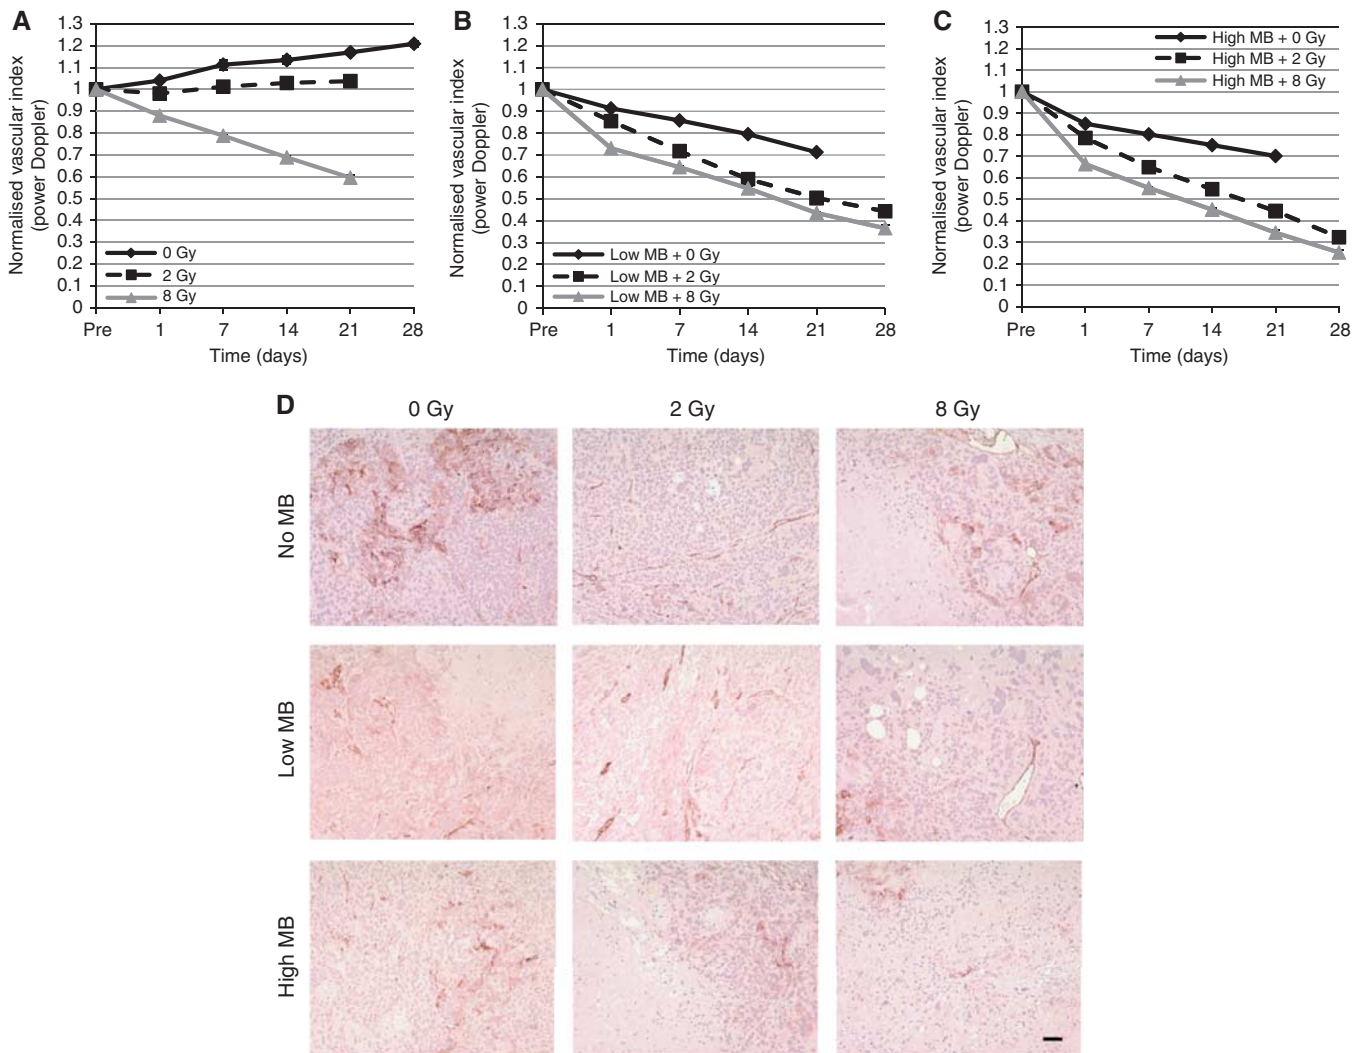 A
Normalised vascular index
(power Doppler)
1.3
1.2
1.1
1
0.9
0.8
0.7
0.6
0.5
0.4
0.3
0.2
0.1
0
0 Gy
2 Gy
8 Gy
Pre 1 7 14 21 28
Time (days)
B
Normalised vascular index
(power Doppler)
1.3
1.2
1.1
1
0.9
0.8
0.7
0.6
0.5
0.4
0.3
0.2
0.1
0
Low MB + 0 Gy
Low MB + 2 Gy
Low MB + 8 Gy
Pre 1 7 14 21 28
Time (days)
C
Normalised vascular index
(power Doppler)
1.3
1.2
1.1
1
0.9
0.8
0.7
0.6
0.5
0.4
0.3
0.2
0.1
0
High MB + 0 Gy
High MB + 2 Gy
High MB + 8 Gy
Pre 1 7 14 21 28
Time (days)
D
0 Gy 2 Gy 8 Gy
No MB
Low MB
High MB